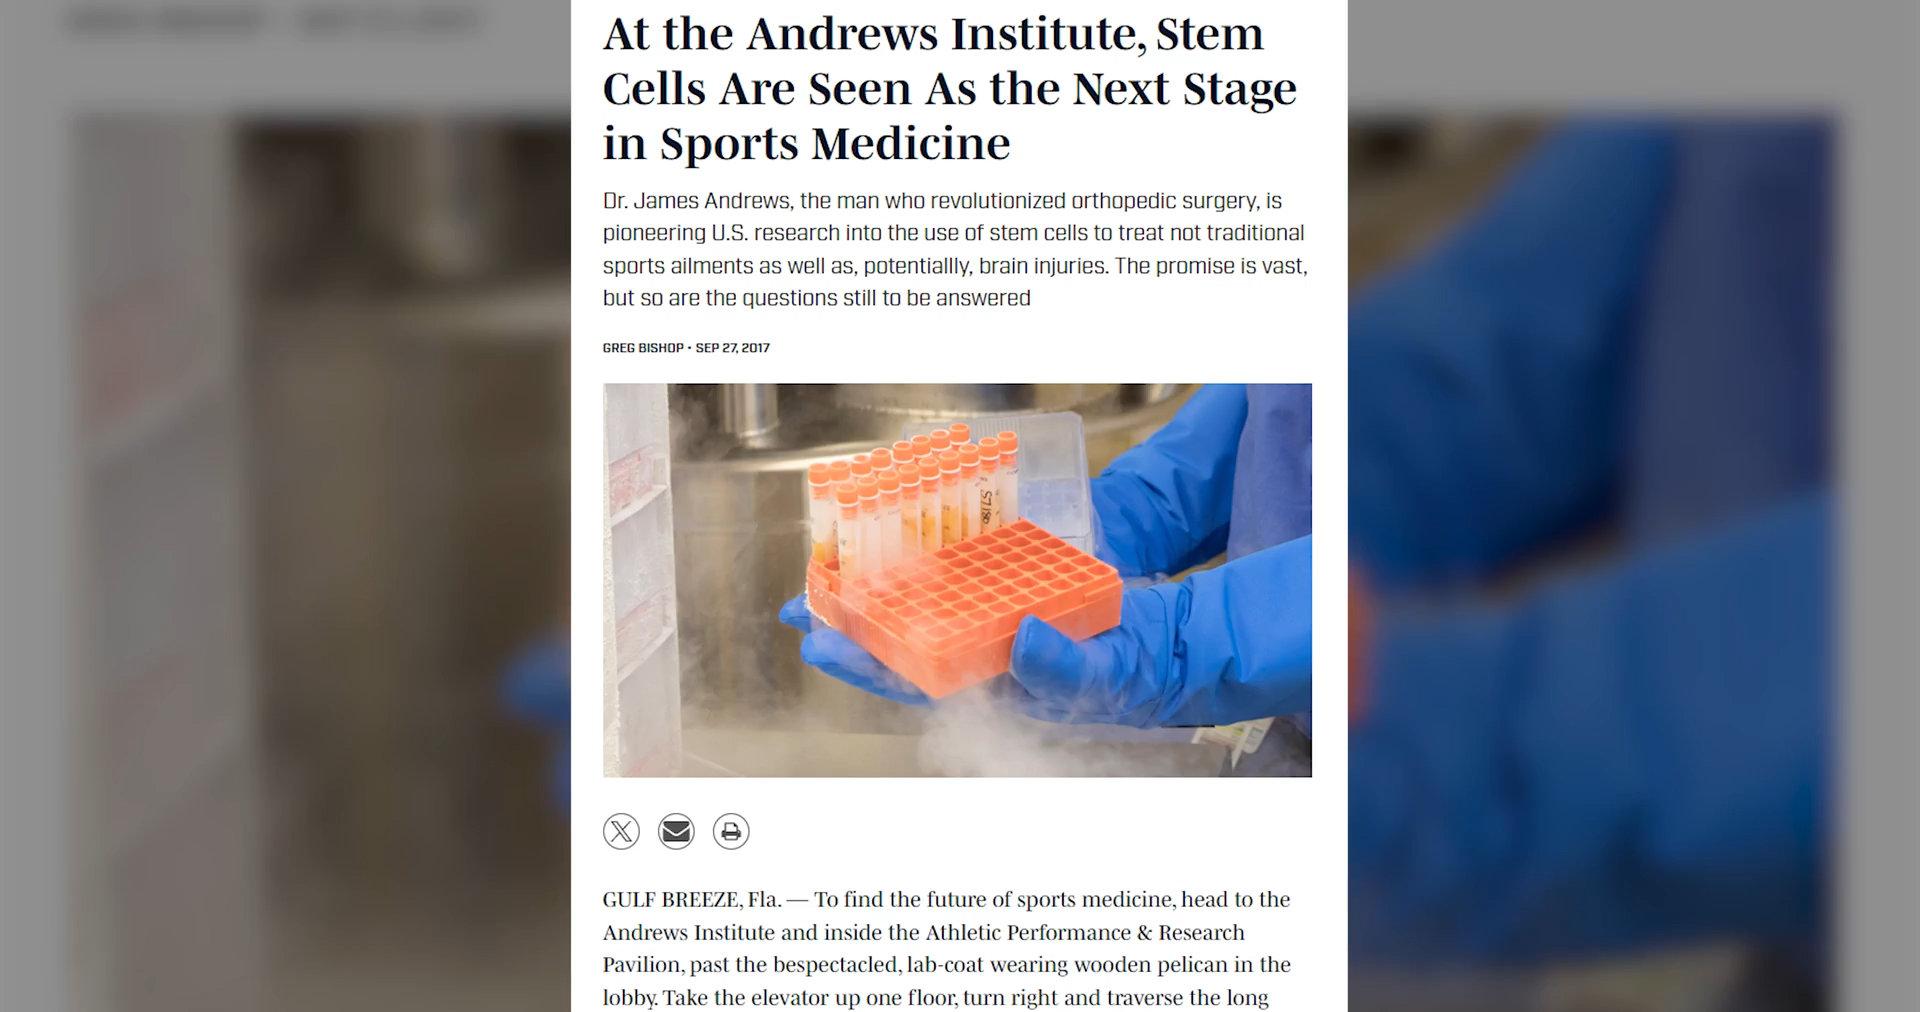 At the Andrews Institute, Stem
Cells Are Seen As the Next Stage
in Sports Medicine
Dr. James Andrews, the man who revolutionized orthopedic surgery, is
pioneering U.S. research into the use of stem cells to treat not traditional
sports ailments as well as, potentiallly, brain injuries. The promise is vast,
but so are the questions still to be answered
GREG BISHOP • SEP 27, 2017
GULF BREEZE, Fla. — To find the future of sports medicine, head to the
Andrews Institute and inside the Athletic Performance & Research
Pavilion, past the bespectacled, lab-coat wearing wooden pelican in the
lobby. Take the elevator up one floor, turn right and traverse the long